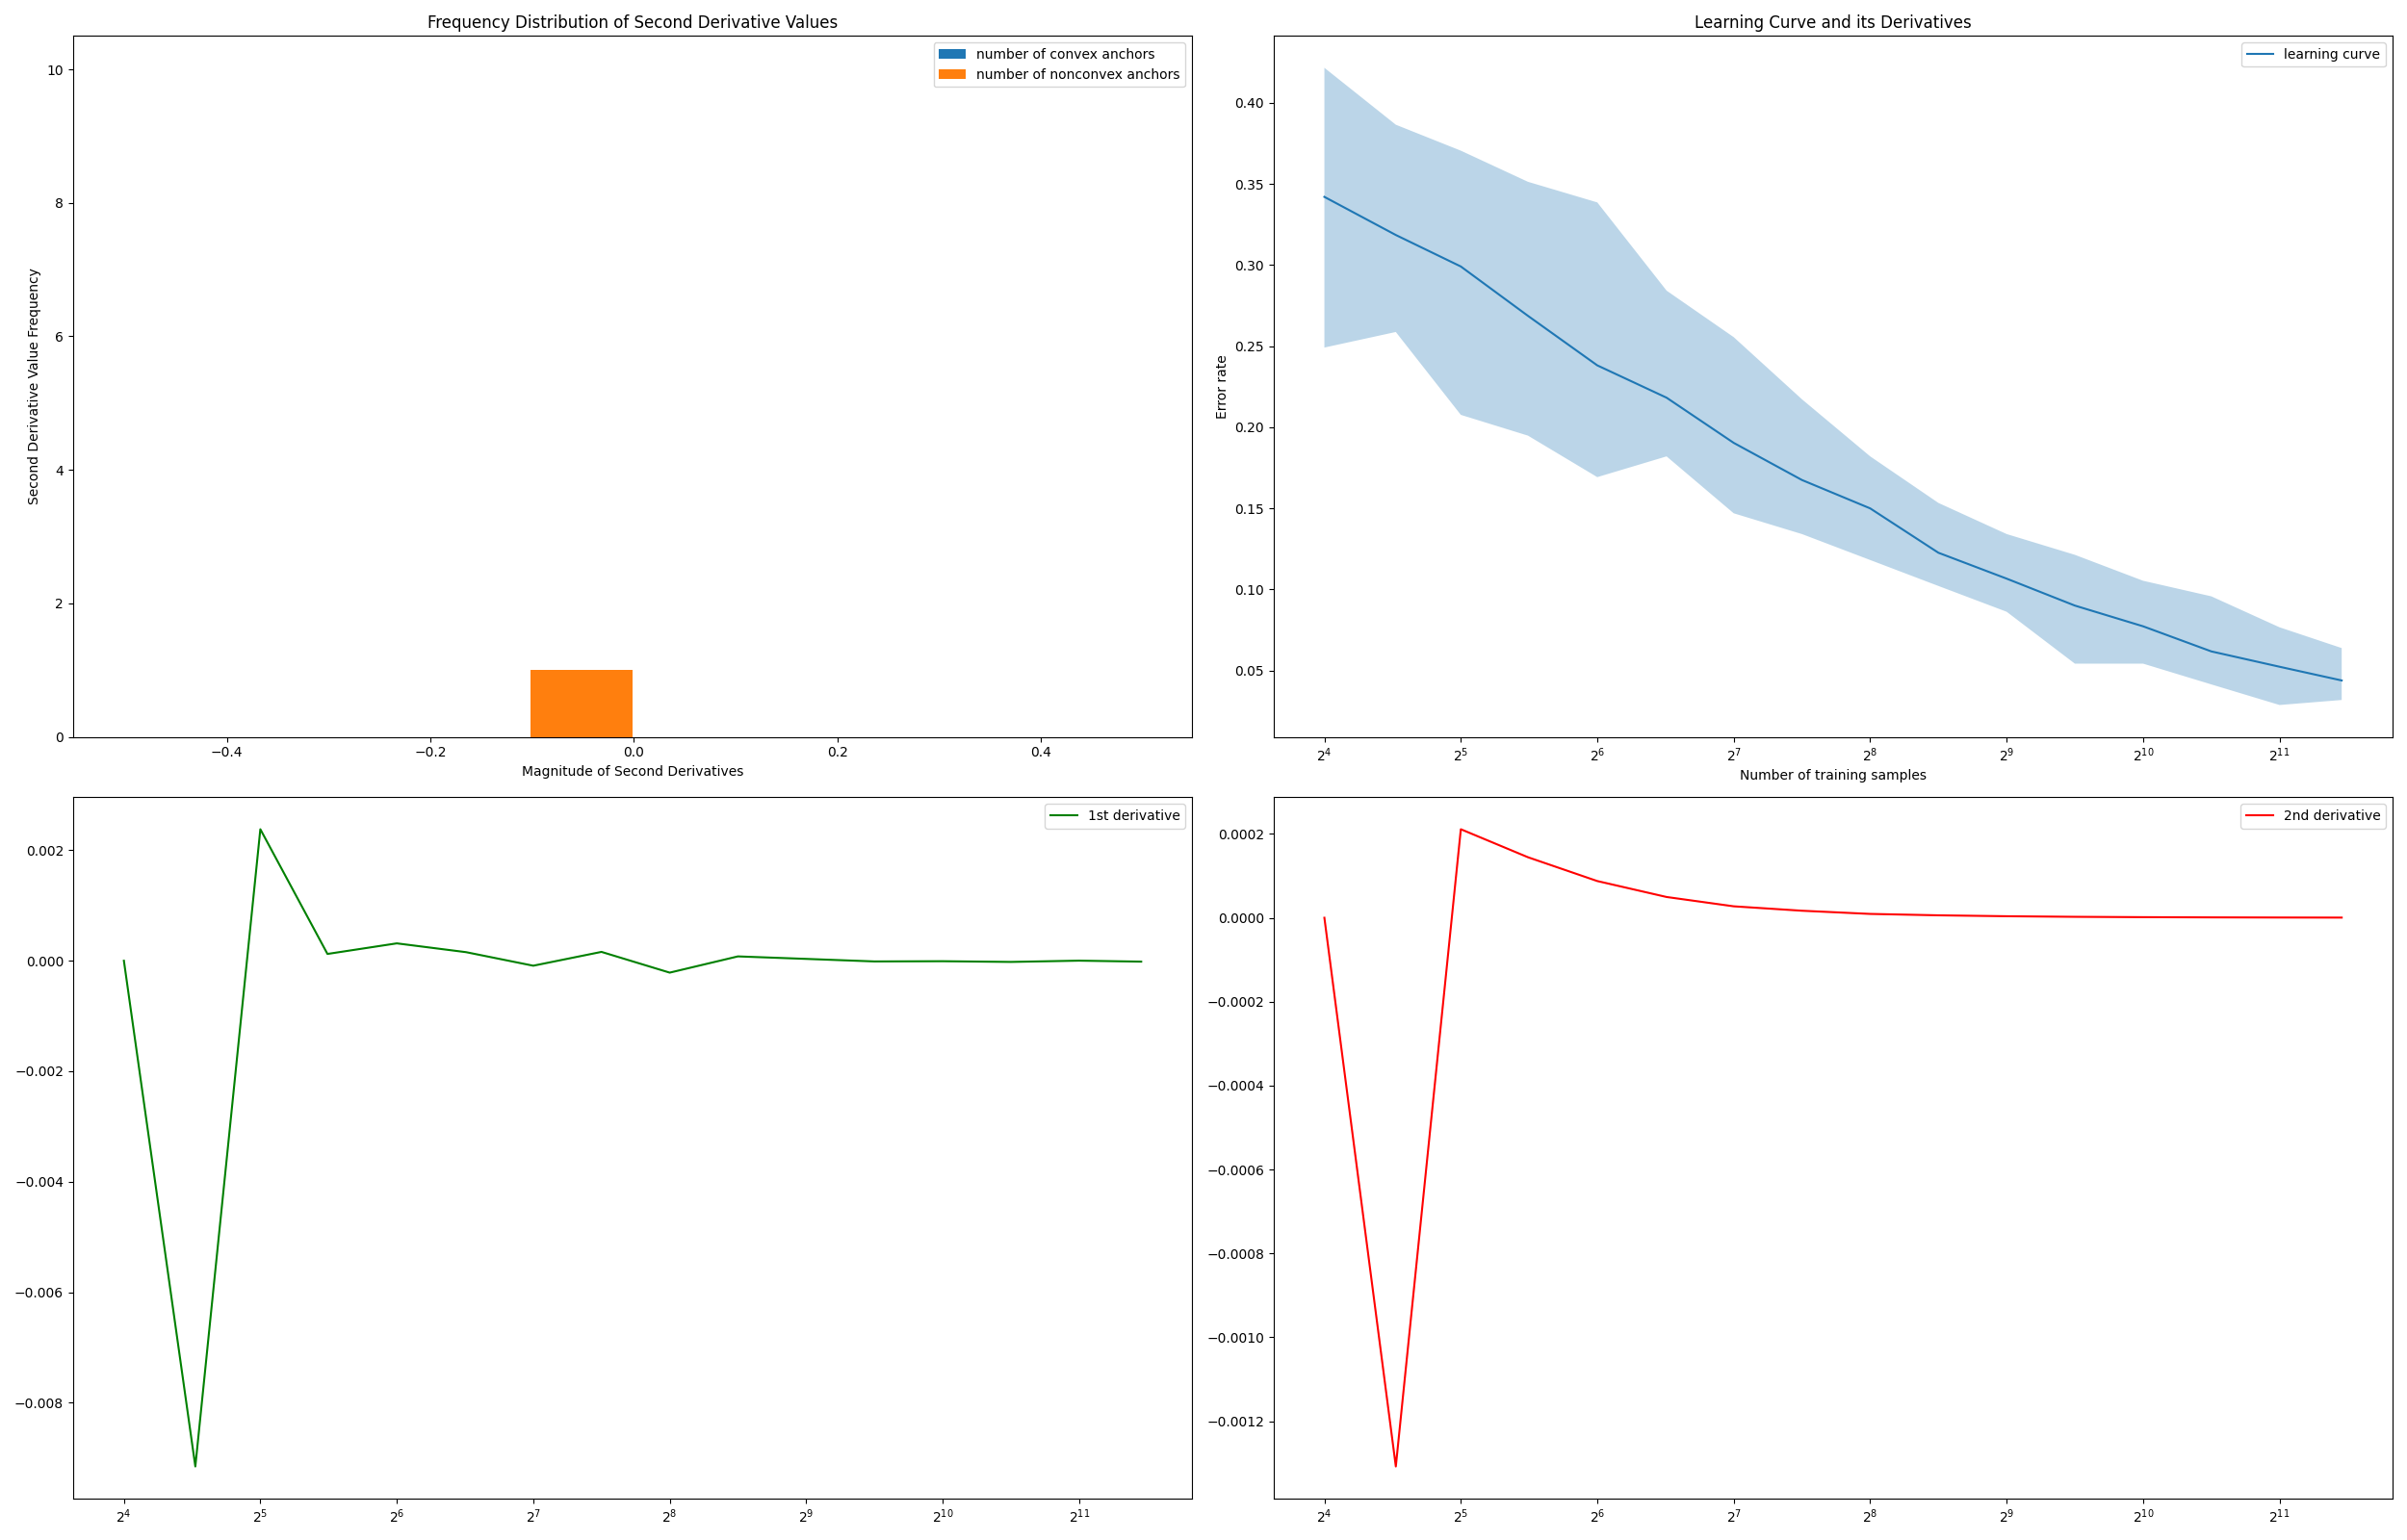 Frequency Distribution of Second Derivative Values
number of convex anchors
number of nonconvex anchors
10
8
6
4
2
0
Second Derivative Value Frequency
−0.4 −0.2 0.0 0.2 0.4
Magnitude of Second Derivatives
Learning Curve and its Derivatives
learning curve
0.40
0.35
0.30
0.25
0.20
0.15
0.10
0.05
Error rate
2⁴ 2⁵ 2⁶ 2⁷ 2⁸ 2⁹ 2¹⁰ 2¹¹
Number of training samples
1st derivative
0.002
0.000
−0.002
−0.004
−0.006
−0.008
2⁴ 2⁵ 2⁶ 2⁷ 2⁸ 2⁹ 2¹⁰ 2¹¹
2nd derivative
0.0002
0.0000
−0.0002
−0.0004
−0.0006
−0.0008
−0.0010
−0.0012
2⁴ 2⁵ 2⁶ 2⁷ 2⁸ 2⁹ 2¹⁰ 2¹¹